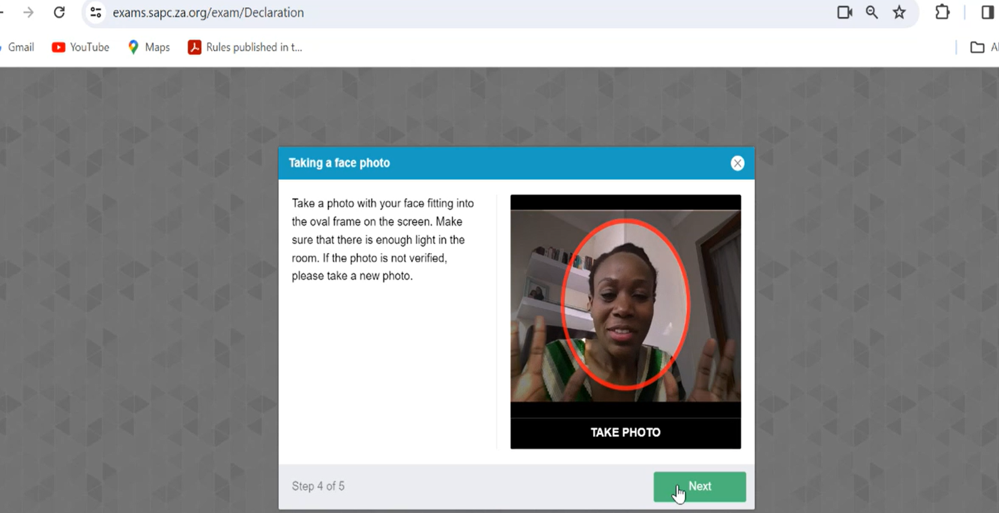 exams.sapc.za.org/exam/Declaration
Gmail YouTube Maps Rules published in t...
Taking a face photo
Take a photo with your face fitting into
the oval frame on the screen. Make
sure that there is enough light in the
room. If the photo is not verified,
please take a new photo.
TAKE PHOTO
Step 4 of 5 Next